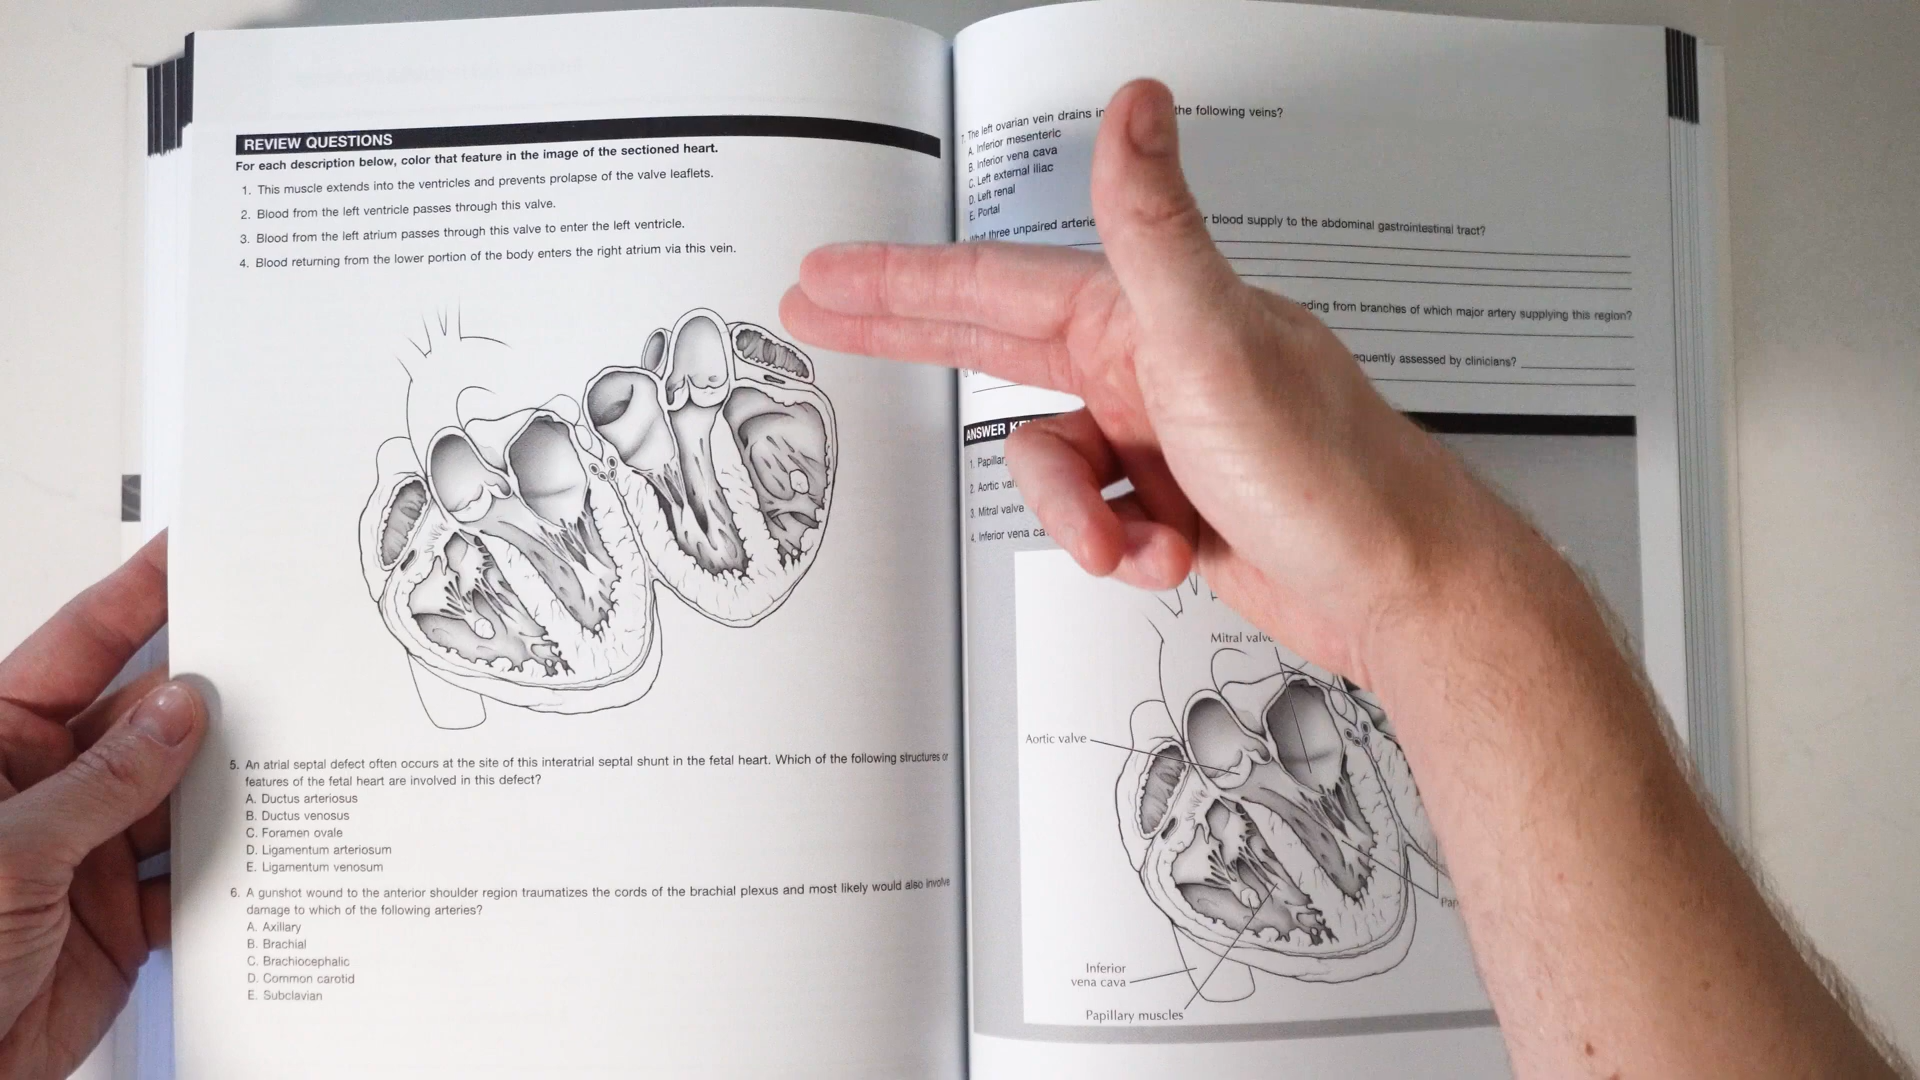 REVIEW QUESTIONS
For each description below, color that feature in the image of the sectioned heart.
1. This muscle extends into the ventricles and prevents prolapse of the valve leaflets.
2. Blood from the left ventricle passes through this valve.
3. Blood from the left atrium passes through this valve to enter the left ventricle.
4. Blood returning from the lower portion of the body enters the right atrium via this vein.
5. An atrial septal defect often occurs at the site of this interatrial septal shunt in the fetal heart. Which of the following structures or
features of the fetal heart are involved in this defect?
A. Ductus arteriosus
B. Ductus venosus
C. Foramen ovale
D. Ligamentum arteriosum
E. Ligamentum venosum
6. A gunshot wound to the anterior shoulder region traumatizes the cords of the brachial plexus and most likely would also involve
damage to which of the following arteries?
A. Axillary
B. Brachial
C. Brachiocephalic
D. Common carotid
E. Subclavian
The left ovarian vein drains the following veins?
A. Inferior mesenteric
B. Inferior vena cava
C. Left external iliac
D. Left renal
E. Portal
three unpaired blood supply to the abdominal gastrointestinal tract?
from branches of which major artery supplying this region?
assessed by clinicians?
ANSWER
1.
2. Aortic
3. Mitral valve
4. Inferior vena
Mitral valve
Aortic valve
Inferior
vena cava
Papillary muscles